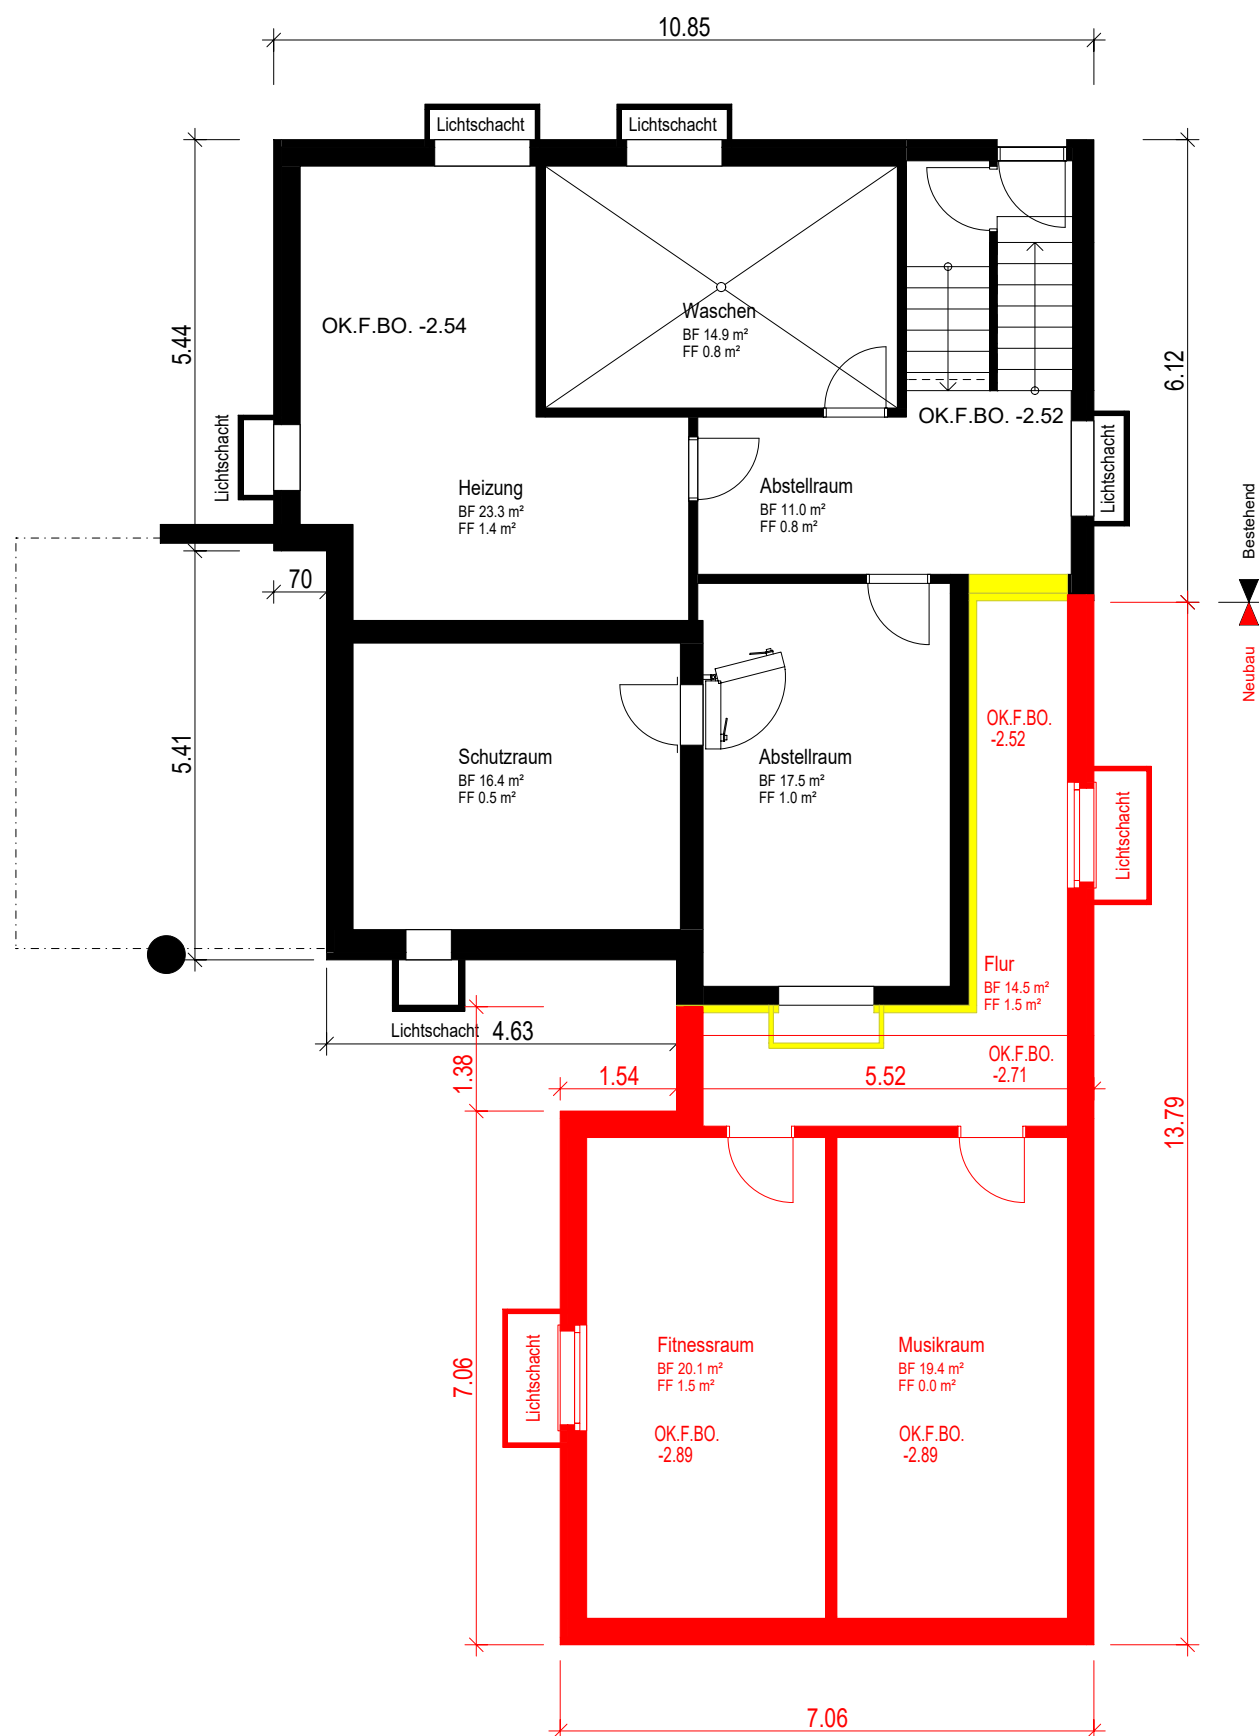 10.85
Lichtschacht
Lichtschacht
5.44
OK.F.BO. -2.54
Waschen
BF 14.9 m²
FF 0.8 m²
6.12
OK.F.BO. -2.52
Lichtschacht
Lichtschacht
Heizung
BF 23.3 m²
FF 1.4 m²
Abstellraum
BF 11.0 m²
FF 0.8 m²
Bestehend
Neubau
70
5.41
OK.F.BO.
-2.52
Schutzraum
BF 16.4 m²
FF 0.5 m²
Abstellraum
BF 17.5 m²
FF 1.0 m²
Lichtschacht
Flur
BF 14.5 m²
FF 1.5 m²
Lichtschacht
4.63
OK.F.BO.
-2.71
1.38
1.54
5.52
13.79
Fitnessraum
BF 20.1 m²
FF 1.5 m²
OK.F.BO.
-2.89
Musikraum
BF 19.4 m²
FF 0.0 m²
OK.F.BO.
-2.89
7.06
Lichtschacht
7.06